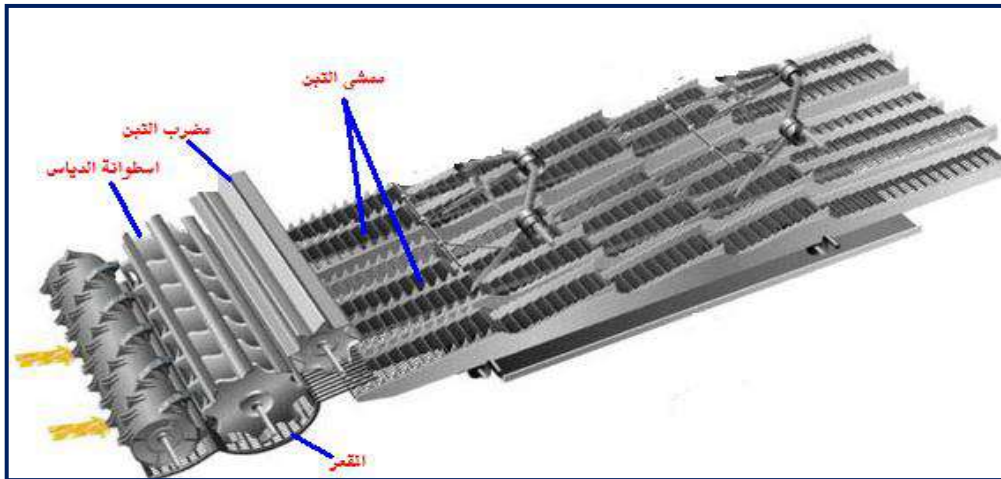 ممشى التبن
مضرب التبن
اسطوانة الدياس
المقعر